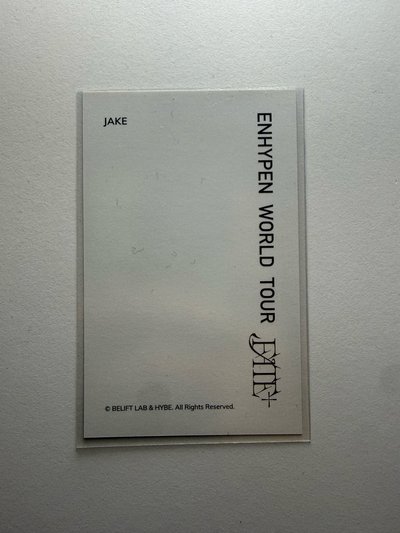 JAKE
ENHYPEN WORLD TOUR FATE+
© BELIFT LAB & HYBE. All Rights Reserved.